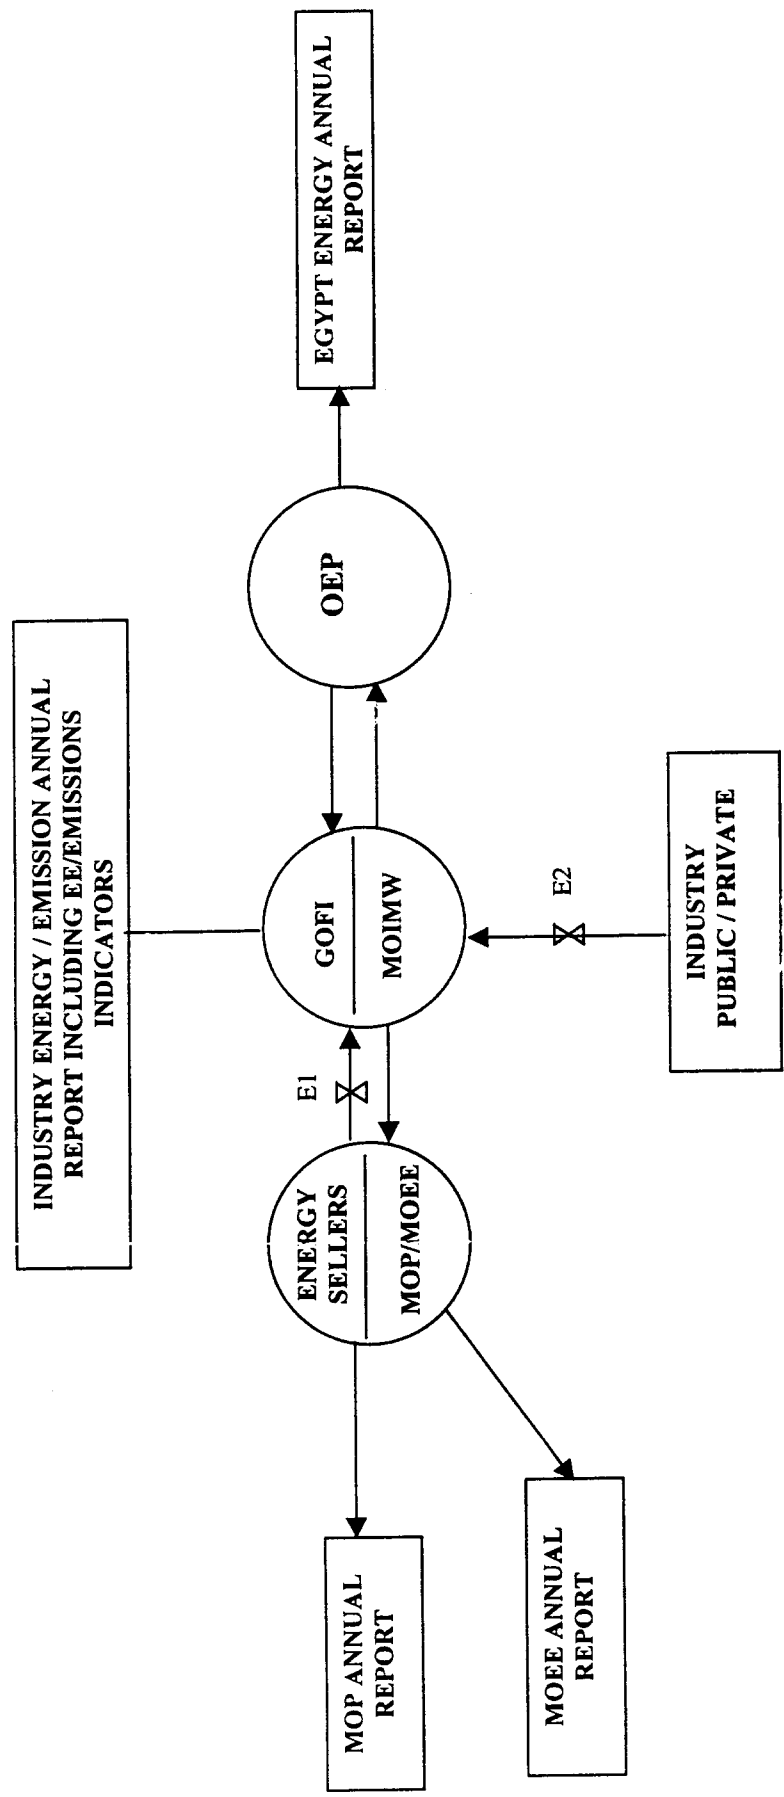 INDUSTRY ENERGY / EMISSION ANNUAL
REPORT INCLUDING EE/EMISSIONS
INDICATORS
MOP ANNUAL
REPORT
MOEE ANNUAL
REPORT
ENERGY
SELLERS
MOP/MOEE
E1
GOFI
MOIMW
E2
INDUSTRY
PUBLIC / PRIVATE
OEP
EGYPT ENERGY ANNUAL
REPORT